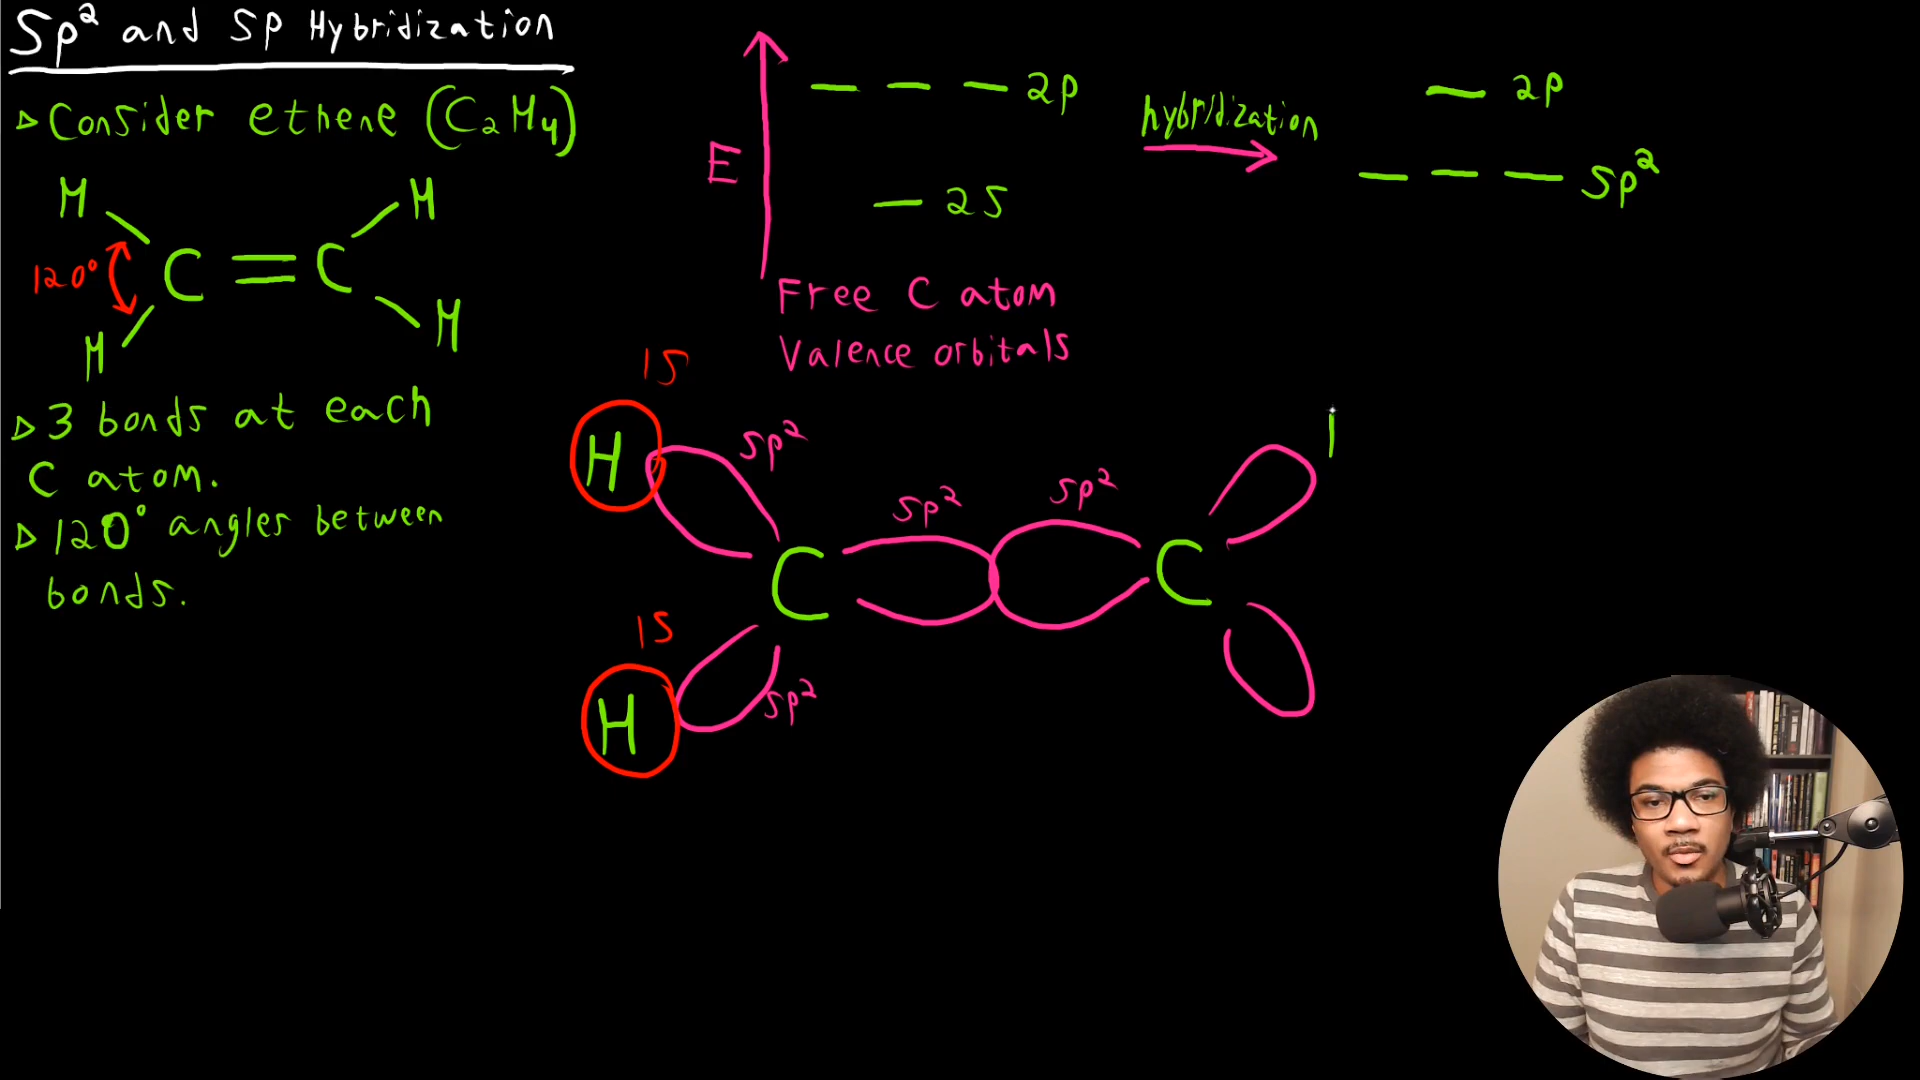 Sp² and Sp Hybridization
▹ Consider ethene (C₂H₄)
H H
120° C = C
H H
▹ 3 bonds at each
C atom.
▹ 120° angles between
bonds.
E
2p
2S
hybridization
2p
Sp²
Free C atom
Valence orbitals
1S
H Sp²
Sp² Sp²
C C
1S
H Sp²